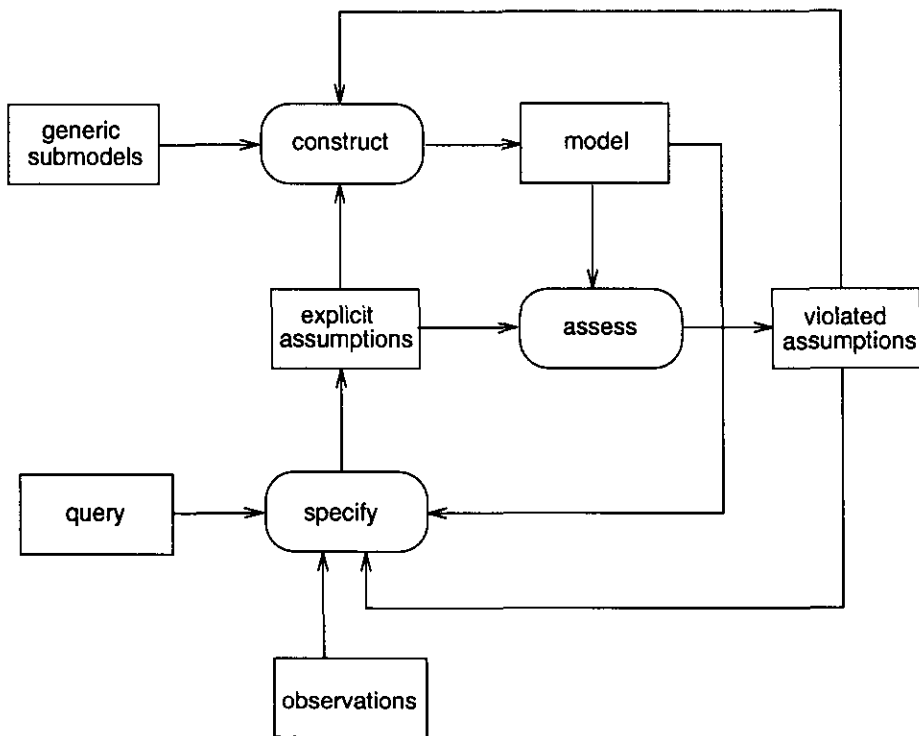 generic
submodels
construct
model
explicit
assumptions
assess
violated
assumptions
query
specify
observations